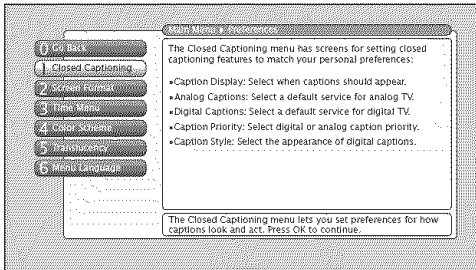 Main Menu ▸ Preferences
0 Go Back
1 Closed Captioning
2 Screen Format
3 Time Menu
4 Color Scheme
5 Translucency
6 Menu Language
The Closed Captioning menu has screens for setting closed
captioning features to match your personal preferences:
•Caption Display: Select when captions should appear.
•Analog Captions: Select a default service for analog TV.
•Digital Captions: Select a default service for digital TV.
•Caption Priority: Select digital or analog caption priority.
•Caption Style: Select the appearance of digital captions.
The Closed Captioning menu lets you set preferences for how
captions look and act. Press OK to continue.